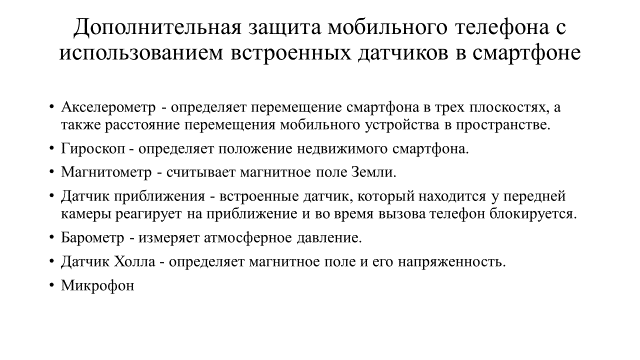 Дополнительная защита мобильного телефона с
использованием встроенных датчиков в смартфоне
• Акселерометр - определяет перемещение смартфона в трех плоскостях, а
также расстояние перемещения мобильного устройства в пространстве.
• Гироскоп - определяет положение недвижимого смартфона.
• Магнитометр - считывает магнитное поле Земли.
• Датчик приближения - встроенные датчик, который находится у передней
камеры реагирует на приближение и во время вызова телефон блокируется.
• Барометр - измеряет атмосферное давление.
• Датчик Холла - определяет магнитное поле и его напряженность.
• Микрофон